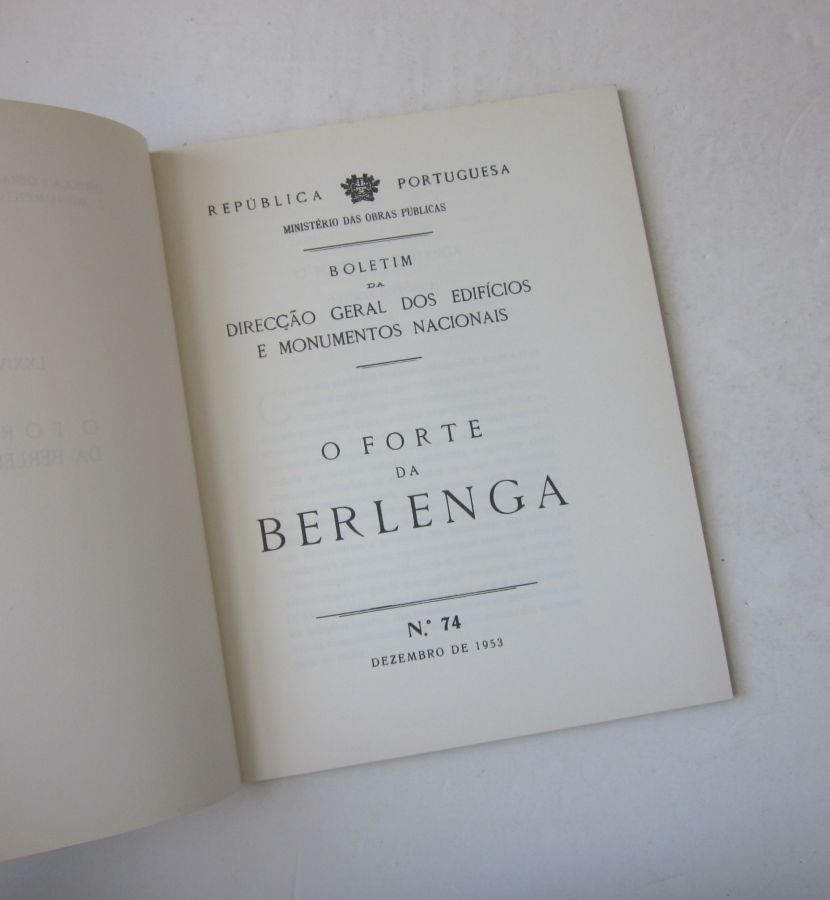 REPÚBLICA PORTUGUESA
MINISTÉRIO DAS OBRAS PÚBLICAS
BOLETIM
DA
DIRECÇÃO GERAL DOS EDIFÍCIOS
E MONUMENTOS NACIONAIS
O FORTE
DA
BERLENGA
N.º 74
DEZEMBRO DE 1953